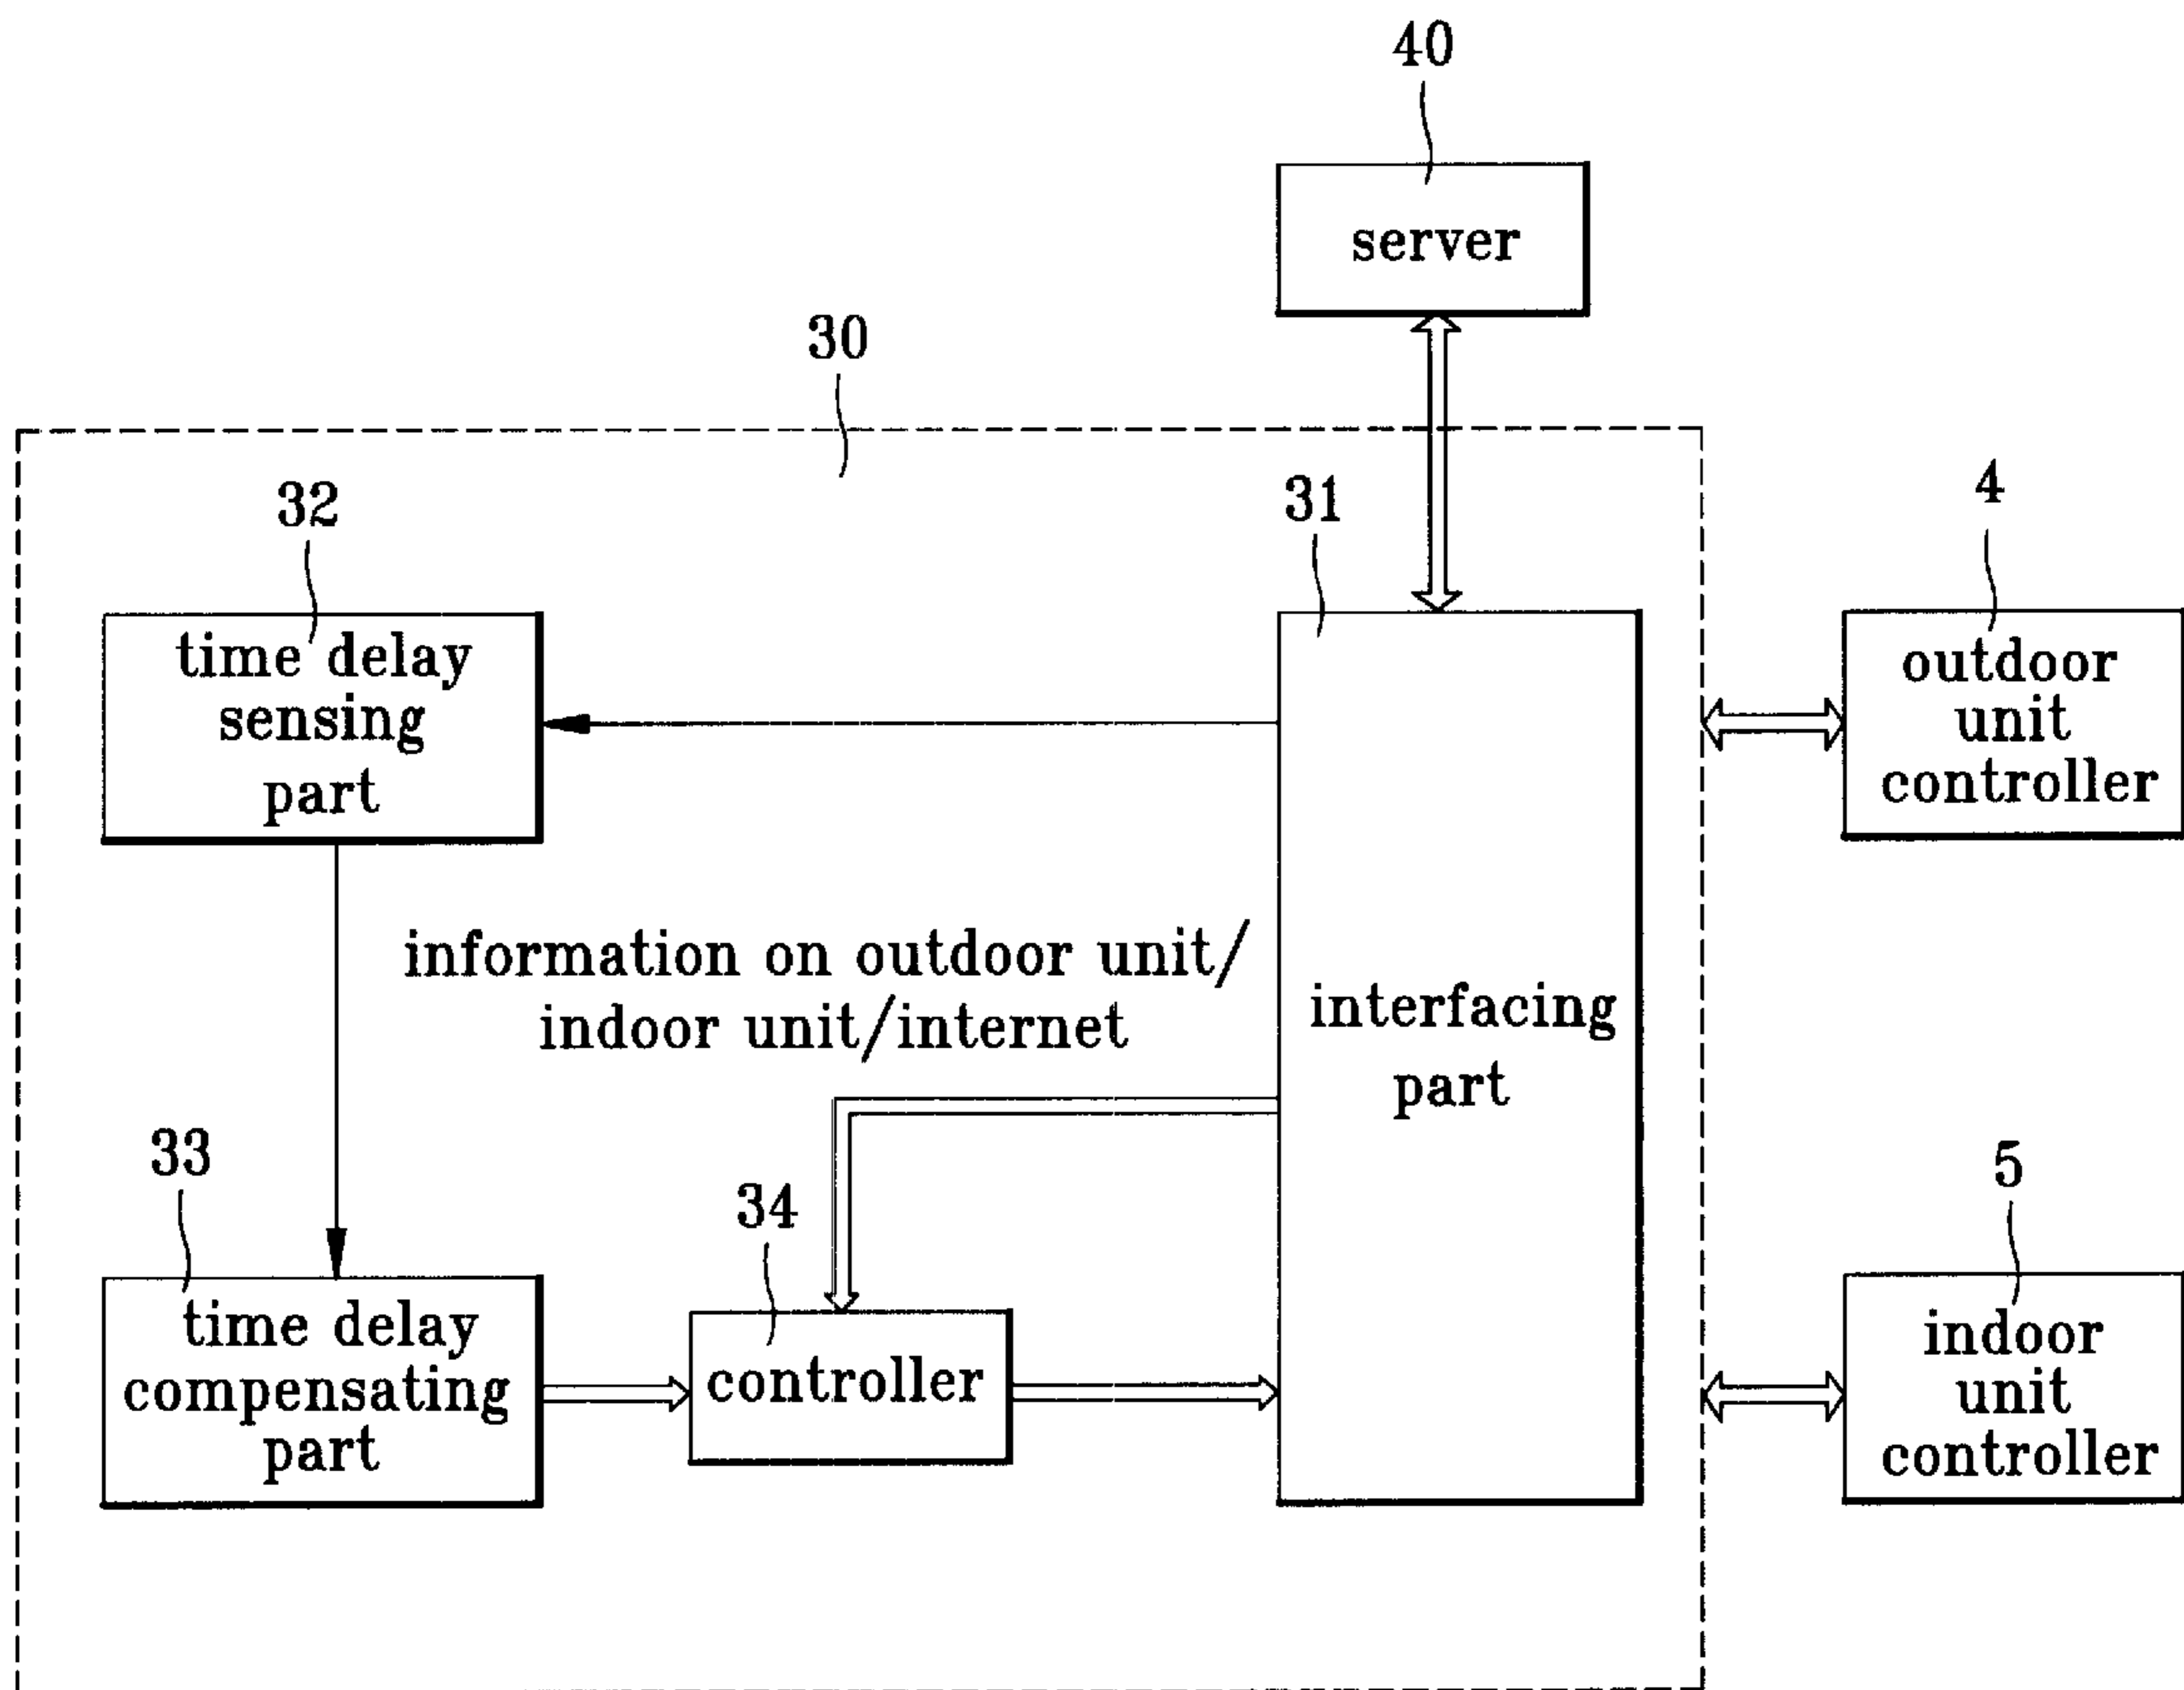 40
server
30
32
31
4
time delay
sensing
part
outdoor
unit
controller
information on outdoor unit/
indoor unit/internet
interfacing
part
33
34
5
time delay
compensating
part
controller
indoor
unit
controller